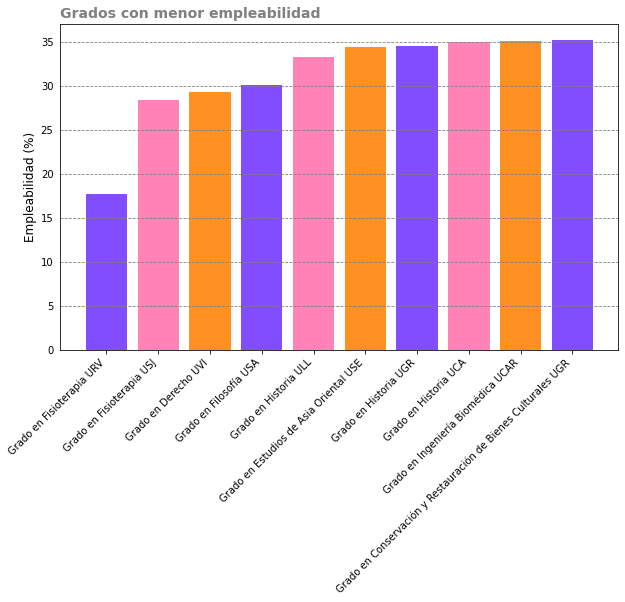 Grados con menor empleabilidad
Empleabilidad (%)
35
30
25
20
15
10
5
0
Grado en Fisioterapia URV
Grado en Fisioterapia USJ
Grado en Derecho UVI
Grado en Filosofía USA
Grado en Historia ULL
Grado en Estudios de Asia Oriental USE
Grado en Historia UGR
Grado en Historia UCA
Grado en Ingeniería Biomédica UCAR
Grado en Conservación y Restauración de Bienes Culturales UGR